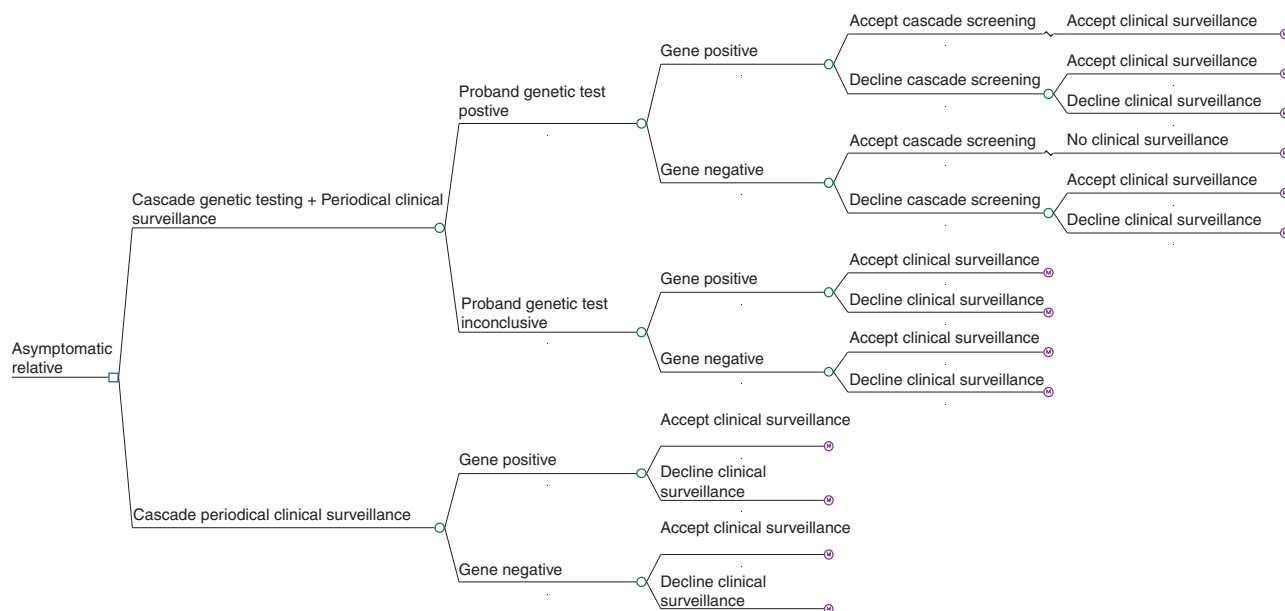 Accept cascade screening
Accept clinical surveillance
Gene positive
Accept clinical surveillance
Decline cascade screening
Proband genetic test
postive
Decline clinical surveillance
Accept cascade screening
No clinical surveillance
Gene negative
Accept clinical surveillance
Cascade genetic testing + Periodical clinical
surveillance
Decline cascade screening
Decline clinical surveillance
Accept clinical surveillance
Gene positive
Proband genetic test
inconclusive
Decline clinical surveillance
Accept clinical surveillance
Asymptomatic
relative
Gene negative
Decline clinical surveillance
Accept clinical surveillance
Gene positive
Decline clinical
surveillance
Cascade periodical clinical surveillance
Accept clinical surveillance
Gene negative
Decline clinical
surveillance